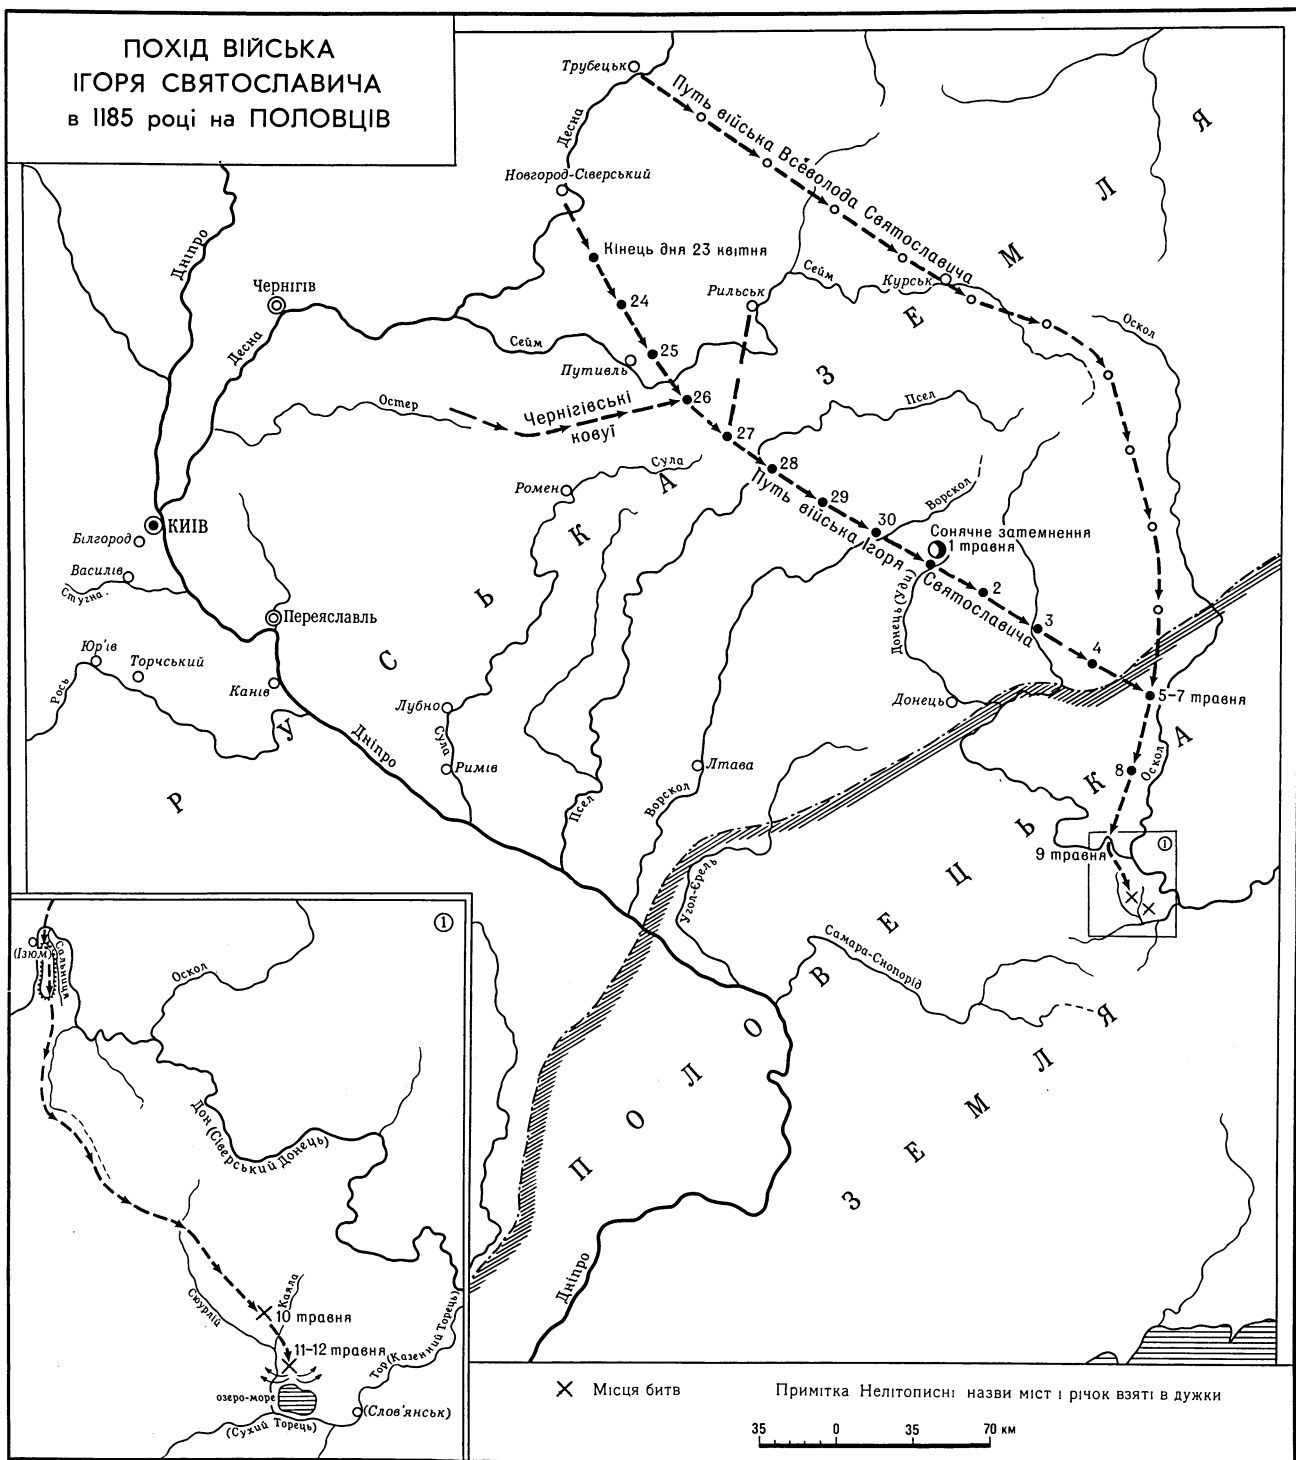 ПОХІД ВІЙСЬКА
ІГОРЯ СВЯТОСЛАВИЧА
в 1185 році на ПОЛОВЦІВ
Трубецьк
Путь війська Всеволода Святославича
Десна
Новгород-Сіверський
Кінець дня 23 квітня
Дніпро
Чернігів
24
Рильськ
Сейм
Курськ
Оскол
Десна
Сейм
25
Путивль
26
Остер
Чернігівські
ковуї
27
Псел
Сула
28
Ромен
29
Ворскол
Путь війська Ігоря Святославича
30
КИЇВ
Сонячне затемнення
1 травня
Білгород
Василів
Стугна
2
Донець (Уди)
Переяславль
3
Юр'їв
Торчський
4
Рось
Канів
Лубно
Донець
5–7 травня
Дніпро
Сула
Римів
Лтава
8
Оскол
Псел
Ворскол
9 травня
1
Угол-Єрель
Самара-Снопорід
РУСЬКА ЗЕМЛЯ
ПОЛОВЕЦЬКА
ЗЕМЛЯ
Дніпро
1
(Ізюм)
Сальниця
Оскол
Дон (Сіверський Донець)
Сюурлій
Каяла
10 травня
11–12 травня
Тор (Казенний Торець)
озеро-море
(Слов'янськ)
(Сухий Торець)
Місця битв
Примітка Нелітописні назви міст і річок взяті в дужки
35 0 35 70 км